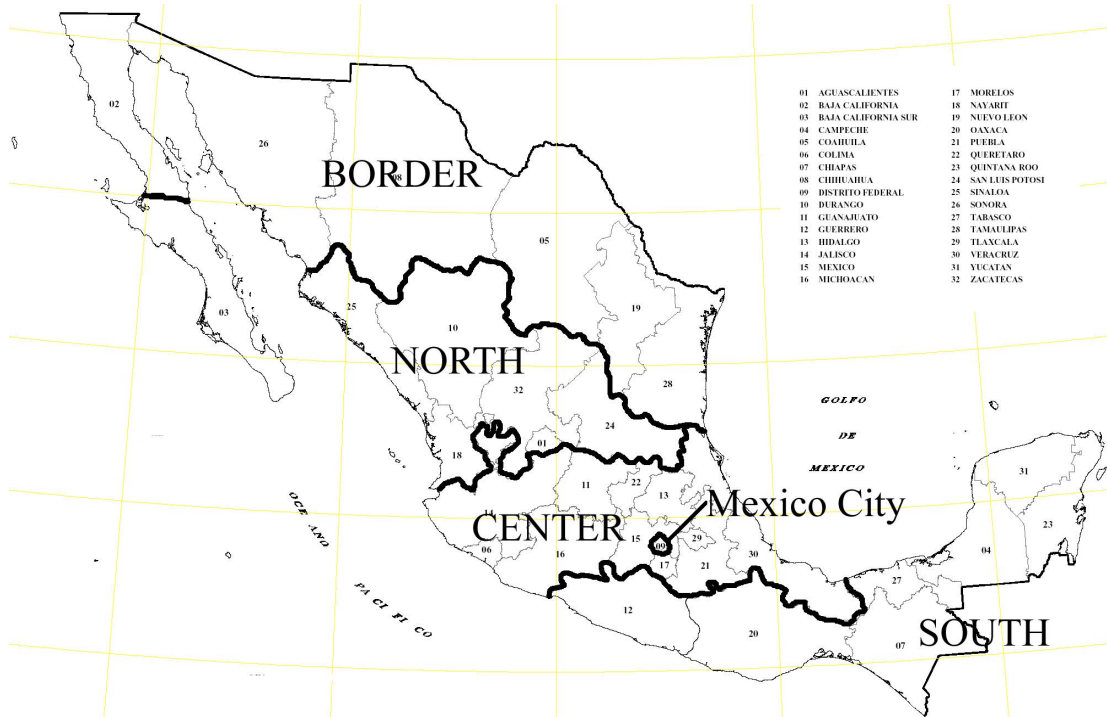 01 AGUASCALIENTES
02 BAJA CALIFORNIA
03 BAJA CALIFORNIA SUR
04 CAMPECHE
05 COAHUILA
06 COLIMA
07 CHIAPAS
08 CHIHUAHUA
09 DISTRITO FEDERAL
10 DURANGO
11 GUANAJUATO
12 GUERRERO
13 HIDALGO
14 JALISCO
15 MEXICO
16 MICHOACAN
17 MORELOS
18 NAYARIT
19 NUEVO LEON
20 OAXACA
21 PUEBLA
22 QUERETARO
23 QUINTANA ROO
24 SAN LUIS POTOSI
25 SINALOA
26 SONORA
27 TABASCO
28 TAMAULIPAS
29 TLAXCALA
30 VERACRUZ
31 YUCATAN
32 ZACATECAS
02
26
08
BORDER
05
03
25
19
10
NORTH
32
28
24
01
18
GOLFO
DE
MEXICO
31
11
22
13
Mexico City
OCEANO
PACIFICO
CENTER
15
09
29
23
06
16
17
21
30
04
27
12
20
07
SOUTH